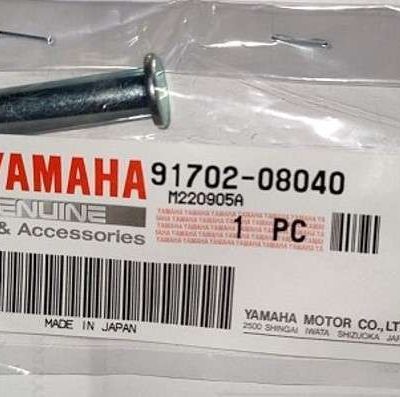 YAMAHA 91702-08040
M220905A
GENUINE
& Accessories
1 PC
MADE IN JAPAN
YAMAHA MOTOR CO.,LT
2500 SHINGAI IWATA SHIZUOKA JAP